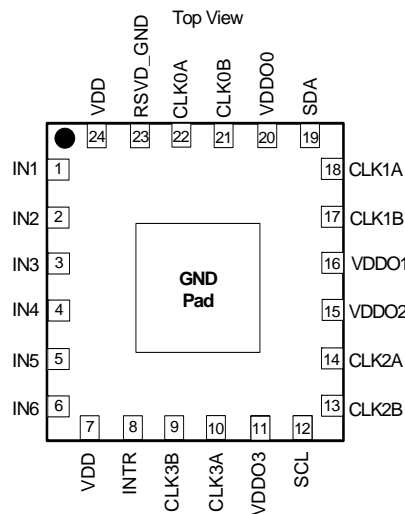 Top View
VDD
RSVD_GND
CLK0A
CLK0B
VDDO0
SDA
24
23
22
21
20
19
IN1
1
18
CLK1A
IN2
2
17
CLK1B
IN3
3
16
VDDO1
GND
Pad
IN4
4
15
VDDO2
IN5
5
14
CLK2A
IN6
6
13
CLK2B
7
8
9
10
11
12
VDD
INTR
CLK3B
CLK3A
VDDO3
SCL